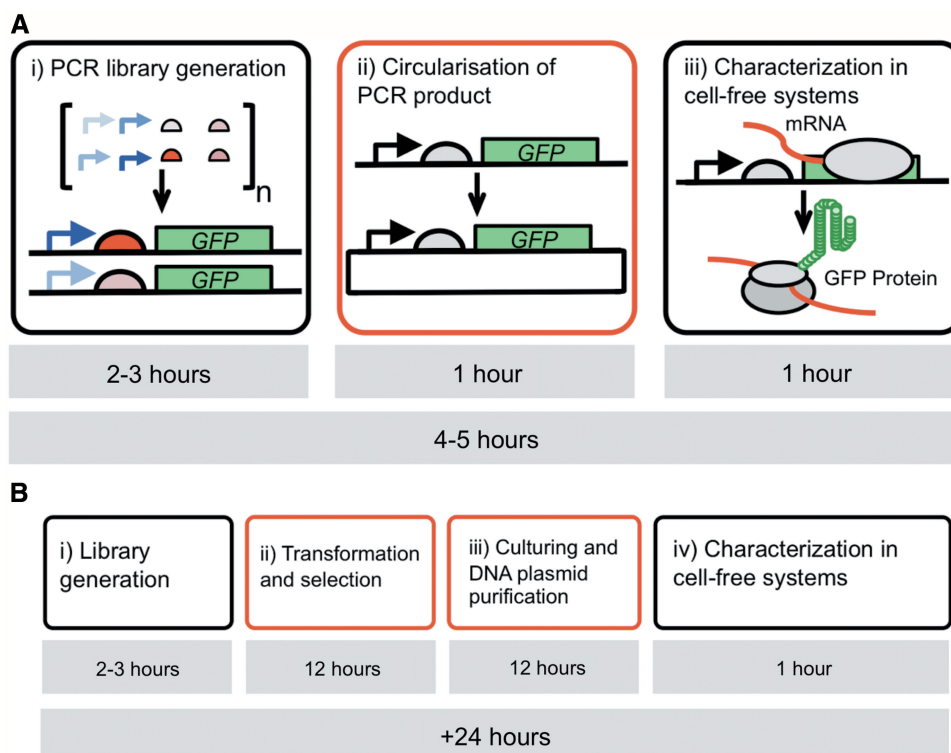 A
i) PCR library generation
n
GFP
GFP
2-3 hours
ii) Circularisation of
PCR product
GFP
GFP
1 hour
iii) Characterization in
cell-free systems
mRNA
GFP Protein
1 hour
4-5 hours
B
i) Library
generation
2-3 hours
ii) Transformation
and selection
12 hours
iii) Culturing and
DNA plasmid
purification
12 hours
iv) Characterization in
cell-free systems
1 hour
+24 hours